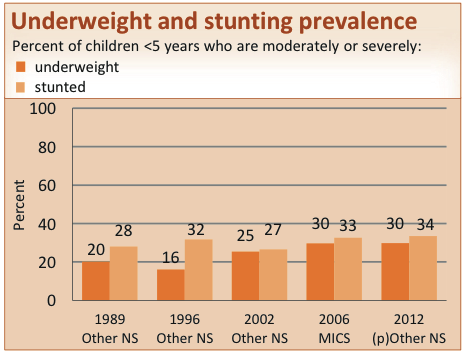 Underweight and stunting prevalence
Percent of children <5 years who are moderately or severely:
underweight
stunted
100
80
60
40
20
0
Percent
20 28 16 32 25 27 30 33 30 34
1989 1996 2002 2006 2012
Other NS Other NS Other NS MICS (p)Other NS